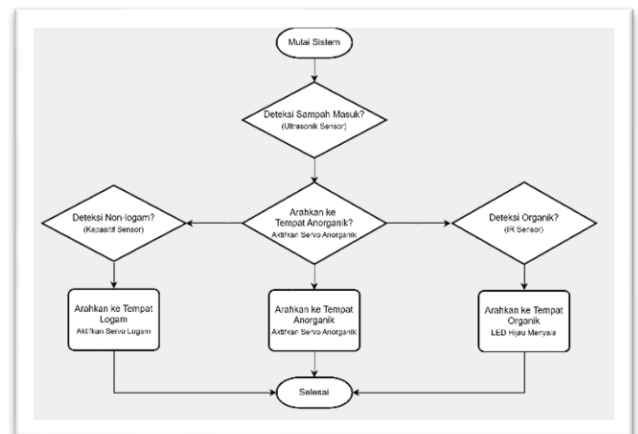 Mulai Sistem
Deteksi Sampah Masuk?
(Ultrasonik Sensor)
Deteksi Non-logam?
(Kapasitif Sensor)
Arahkan ke
Tempat Anorganik?
Aktifkan Servo Anorganik
Deteksi Organik?
(IR Sensor)
Arahkan ke Tempat
Logam
Aktifkan Servo Logam
Arahkan ke Tempat
Anorganik
Aktifkan Servo Anorganik
Arahkan ke Tempat
Organik
LED Hijau Menyala
Selesai